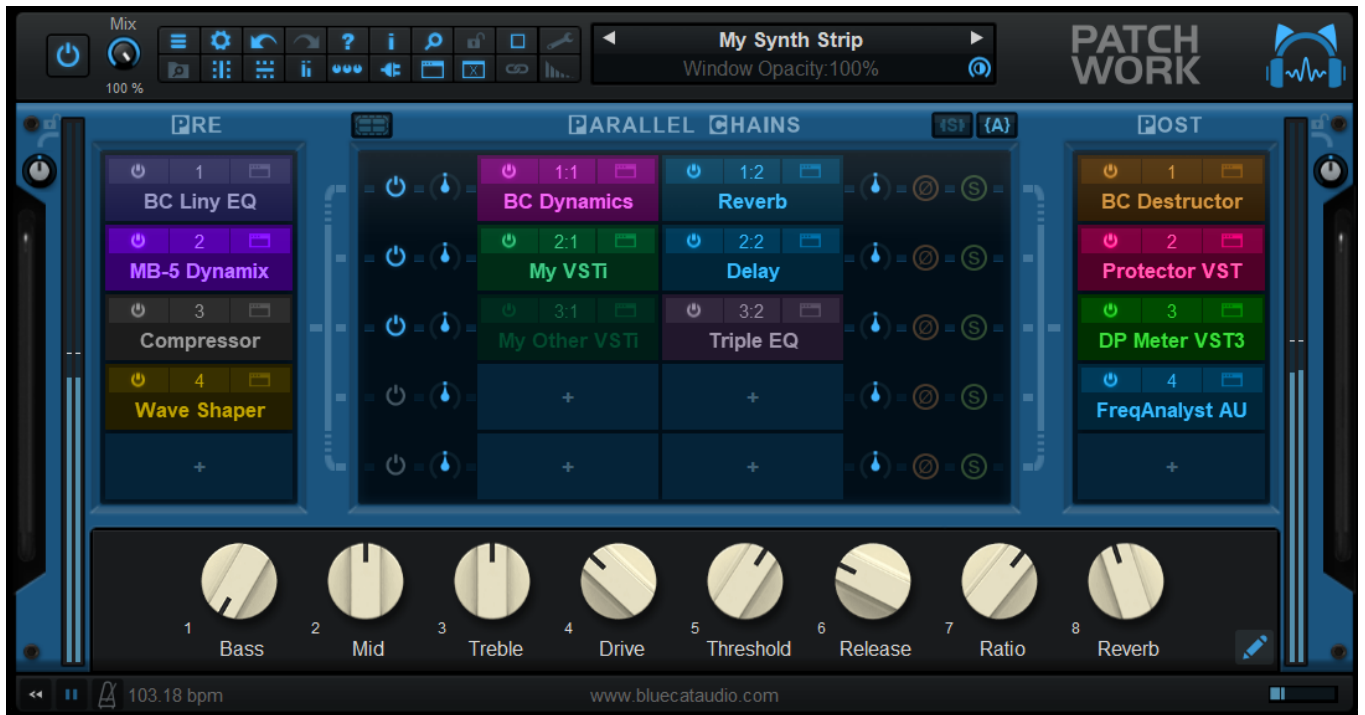 Mix
100 %
My Synth Strip
Window Opacity:100%
PATCH
WORK
PRE
PARALLEL CHAINS
{S}
{A}
POST
1
BC Liny EQ
2
MB-5 Dynamix
3
Compressor
4
Wave Shaper
+
1:1
BC Dynamics
1:2
Reverb
2:1
My VSTi
2:2
Delay
3:1
My Other VSTi
3:2
Triple EQ
+
+
+
+
Ø
S
Ø
S
Ø
S
Ø
S
Ø
S
1
BC Destructor
2
Protector VST
3
DP Meter VST3
4
FreqAnalyst AU
+
1
Bass
2
Mid
3
Treble
4
Drive
5
Threshold
6
Release
7
Ratio
8
Reverb
103.18 bpm
www.bluecataudio.com